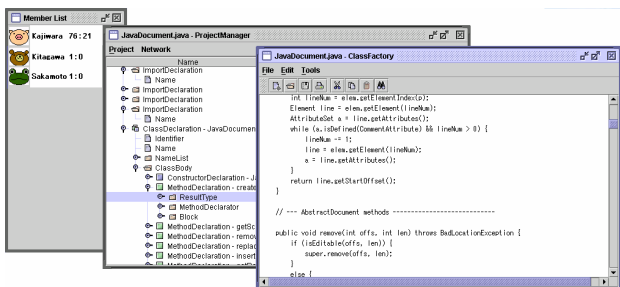 Member List
Kajiwara 76:21
Kitagawa 1:0
Sakamoto 1:0
JavaDocument.java - ProjectManager
Project Network
Name
ImportDeclaration
Name
ImportDeclaration
ImportDeclaration
ImportDeclaration
Name
ClassDeclaration - JavaDocumen
Identifier
Name
NameList
ClassBody
ConstructorDeclaration - Ja
MethodDeclaration - create
ResultType
MethodDeclarator
Block
MethodDeclaration - getSc
MethodDeclaration - remov
MethodDeclaration - replac
MethodDeclaration - insert
JavaDocument.java - ClassFactory
File Edit Tools
int lineNum = elem.getElementIndex(p);
Element line = elem.getElement(lineNum);
AttributeSet a = line.getAttributes();
while (a.isDefined(CommentAttribute) && lineNum > 0) {
lineNum -= 1;
line = elem.getElement(lineNum);
a = line.getAttributes();
}
return line.getStartOffset();
}
// --- AbstractDocument methods ----------------------------
public void remove(int offs, int len) throws BadLocationException {
if (isEditable(offs, len)) {
super.remove(offs, len);
}
else {